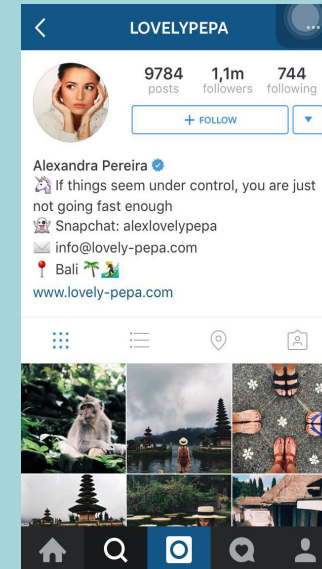 LOVELYPEPA
9784 1,1m 744
posts followers following
+ FOLLOW
Alexandra Pereira
If things seem under control, you are just
not going fast enough
Snapchat: alexlovelypepa
info@lovely-pepa.com
Bali
www.lovely-pepa.com